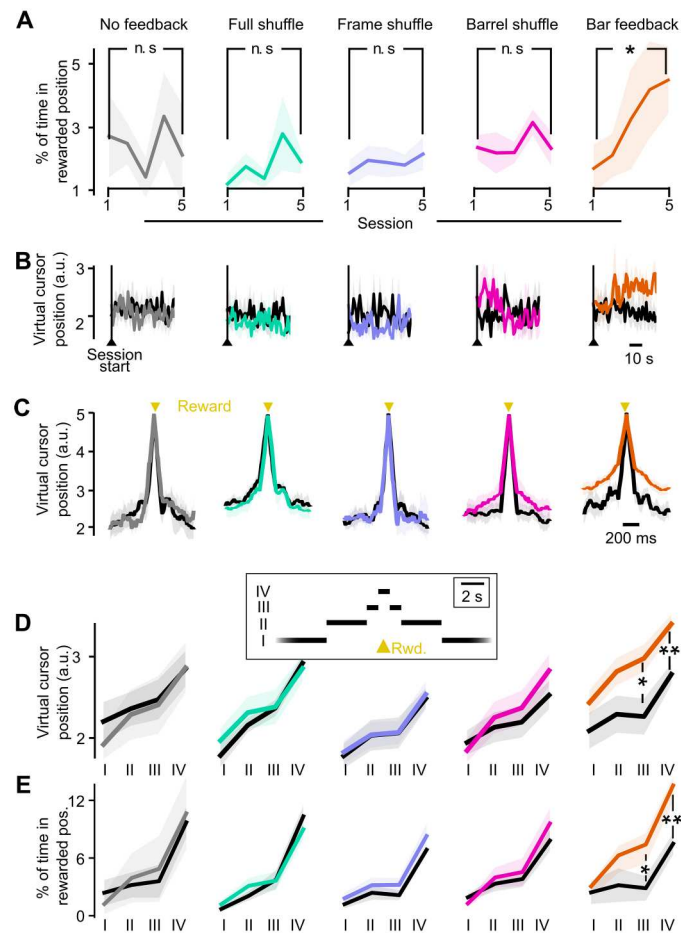 A
No feedback Full shuffle Frame shuffle Barrel shuffle Bar feedback
n. s n. s n. s n. s *
% of time in
rewarded position
5
3
1
1 5 1 5 1 5 1 5 1 5
Session
B
Virtual cursor
position (a.u.)
3
2
Session
start
10 s
C
Reward
Virtual cursor
position (a.u.)
5
4
3
2
200 ms
IV
III
II
I
2 s
Rwd.
D
Virtual cursor
position (a.u.)
3
2
* **
I II III IV I II III IV I II III IV I II III IV I II III IV
E
% of time in
rewarded pos.
12
6
0
* **
I II III IV I II III IV I II III IV I II III IV I II III IV